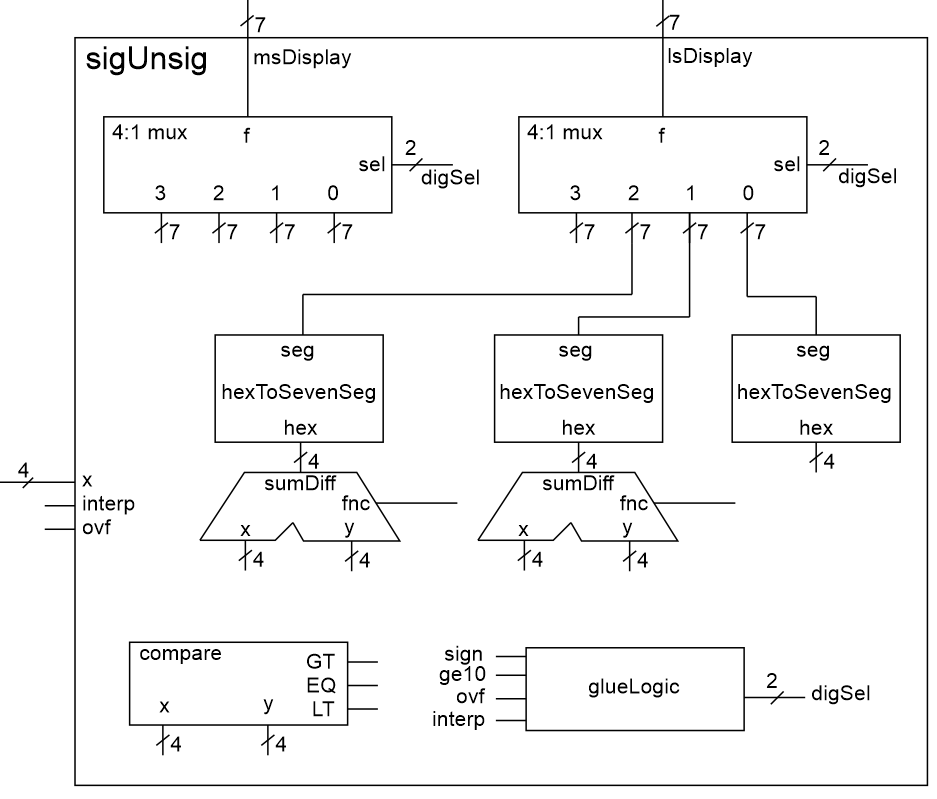 7 7
sigUnsig msDisplay lsDisplay
4:1 mux f 4:1 mux f
sel 2 digSel sel 2 digSel
3 2 1 0 3 2 1 0
7 7 7 7 7 7 7 7
seg seg seg
hexToSevenSeg hexToSevenSeg hexToSevenSeg
hex hex hex
4 4 4
4 x sumDiff sumDiff
interp fnc fnc
ovf x y x y
4 4 4 4
compare sign
GT ge10 glueLogic 2 digSel
EQ ovf
x y LT interp
4 4